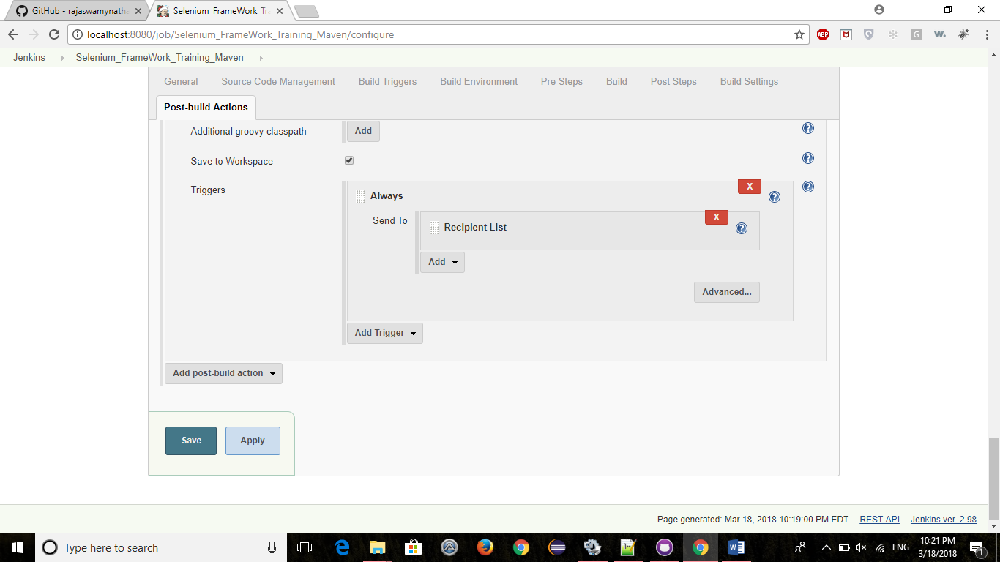 GitHub - rajaswamynatha
Selenium_FrameWork_Tra
localhost:8080/job/Selenium_FrameWork_Training_Maven/configure
ABP
G
w.
Jenkins
Selenium_FrameWork_Training_Maven
General
Source Code Management
Build Triggers
Build Environment
Pre Steps
Build
Post Steps
Build Settings
Post-build Actions
Additional groovy classpath
Add
?
Save to Workspace
?
Triggers
X
?
Always
?
Send To
X
Recipient List
?
Add
Advanced...
Add Trigger
Add post-build action
Save
Apply
Page generated: Mar 18, 2018 10:19:00 PM EDT
REST API
Jenkins ver. 2.98
Type here to search
ENG
10:21 PM
3/18/2018
1